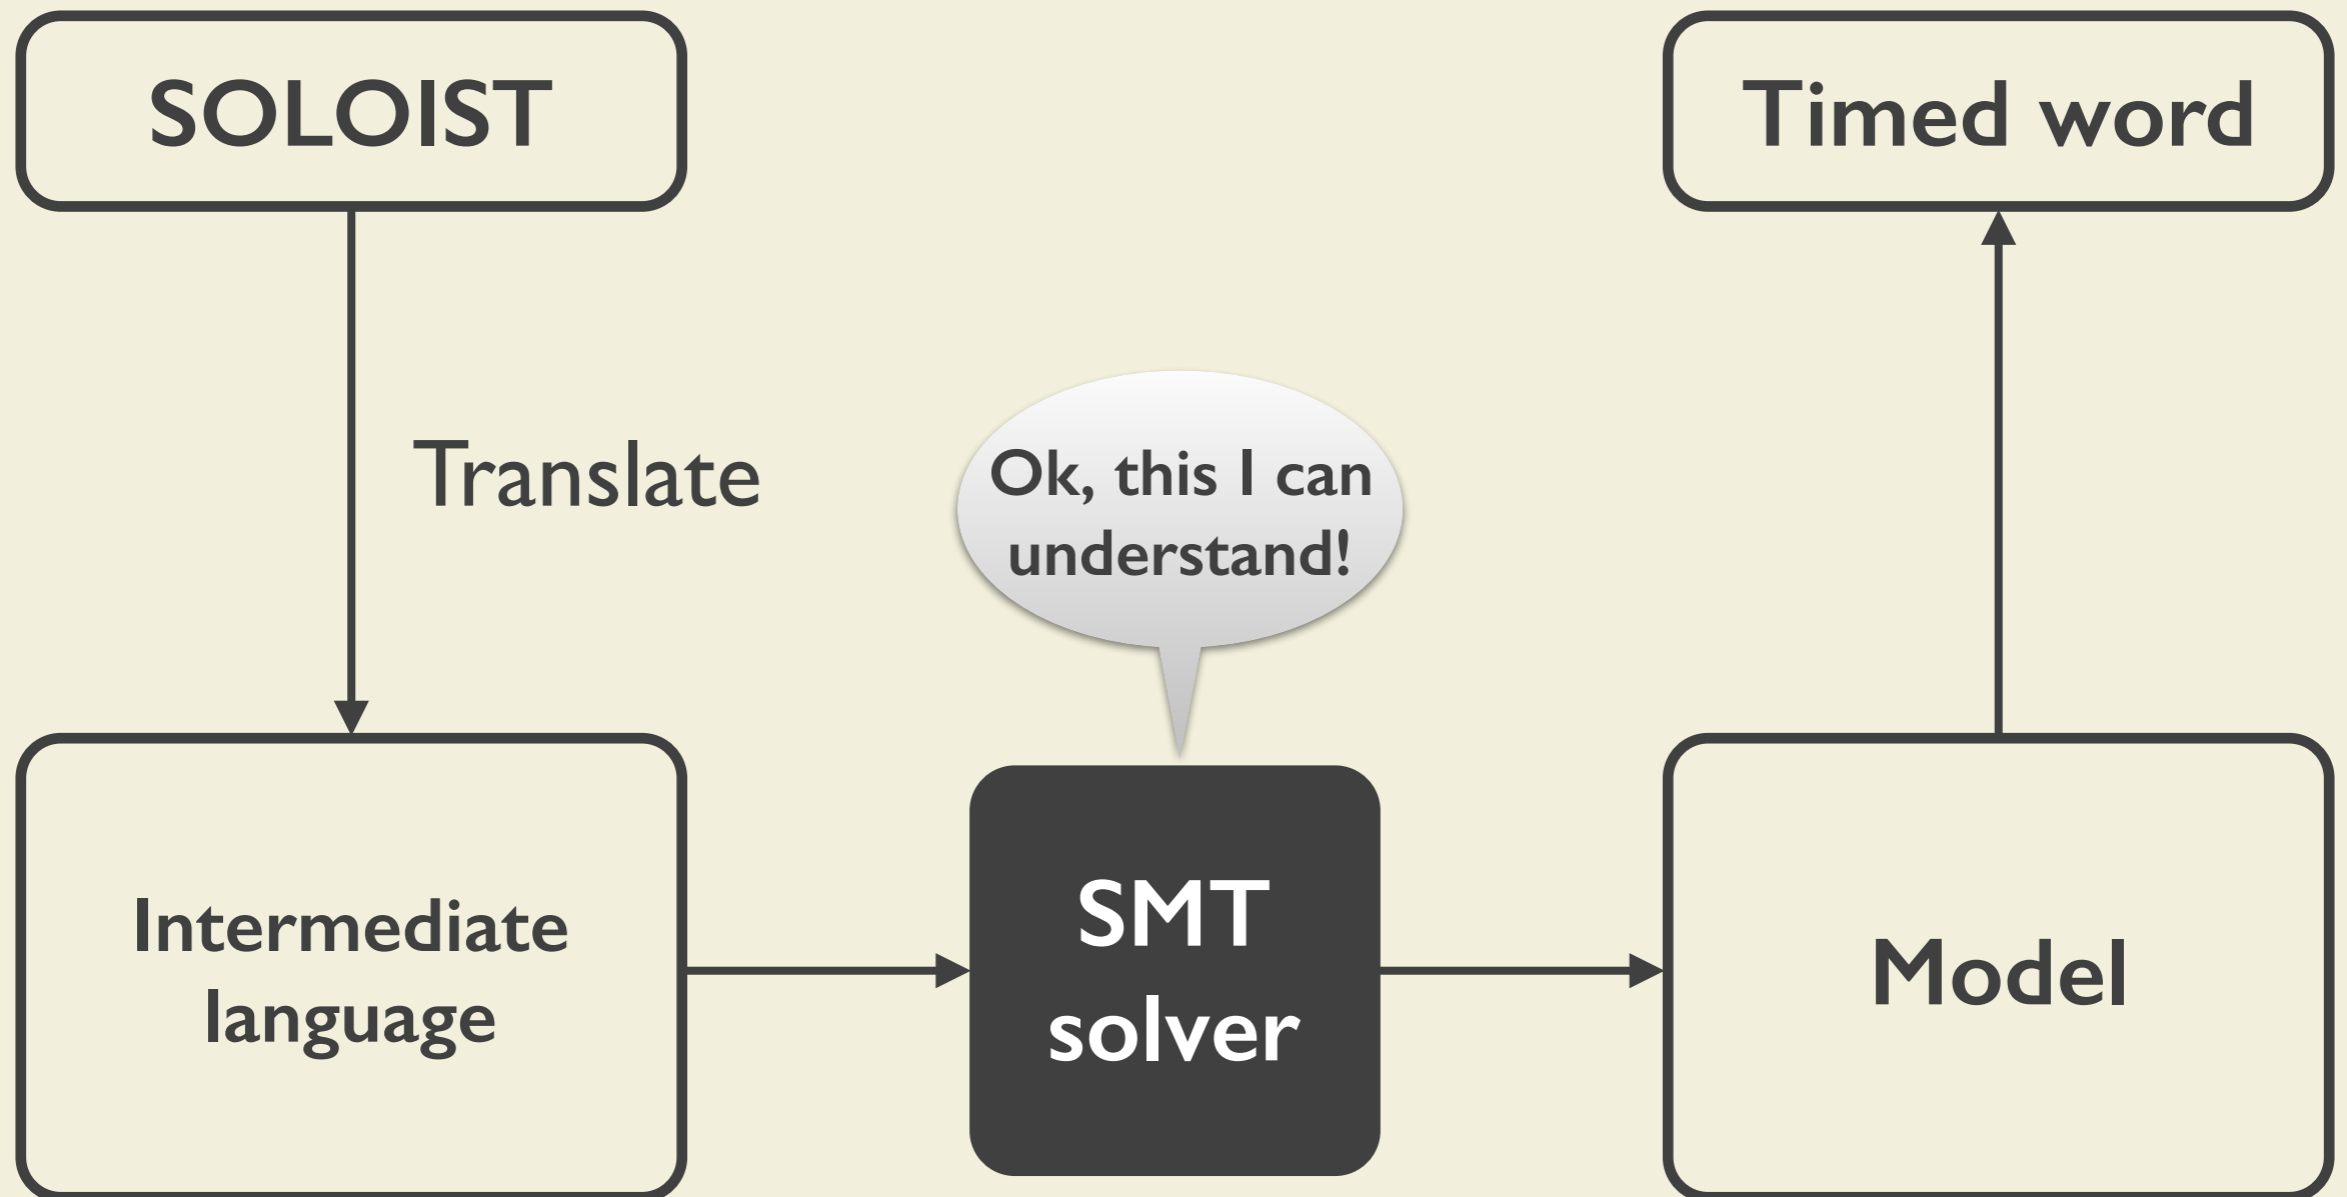 SOLOIST
Timed word
Translate
Ok, this I can
understand!
Intermediate
language
SMT
solver
Model